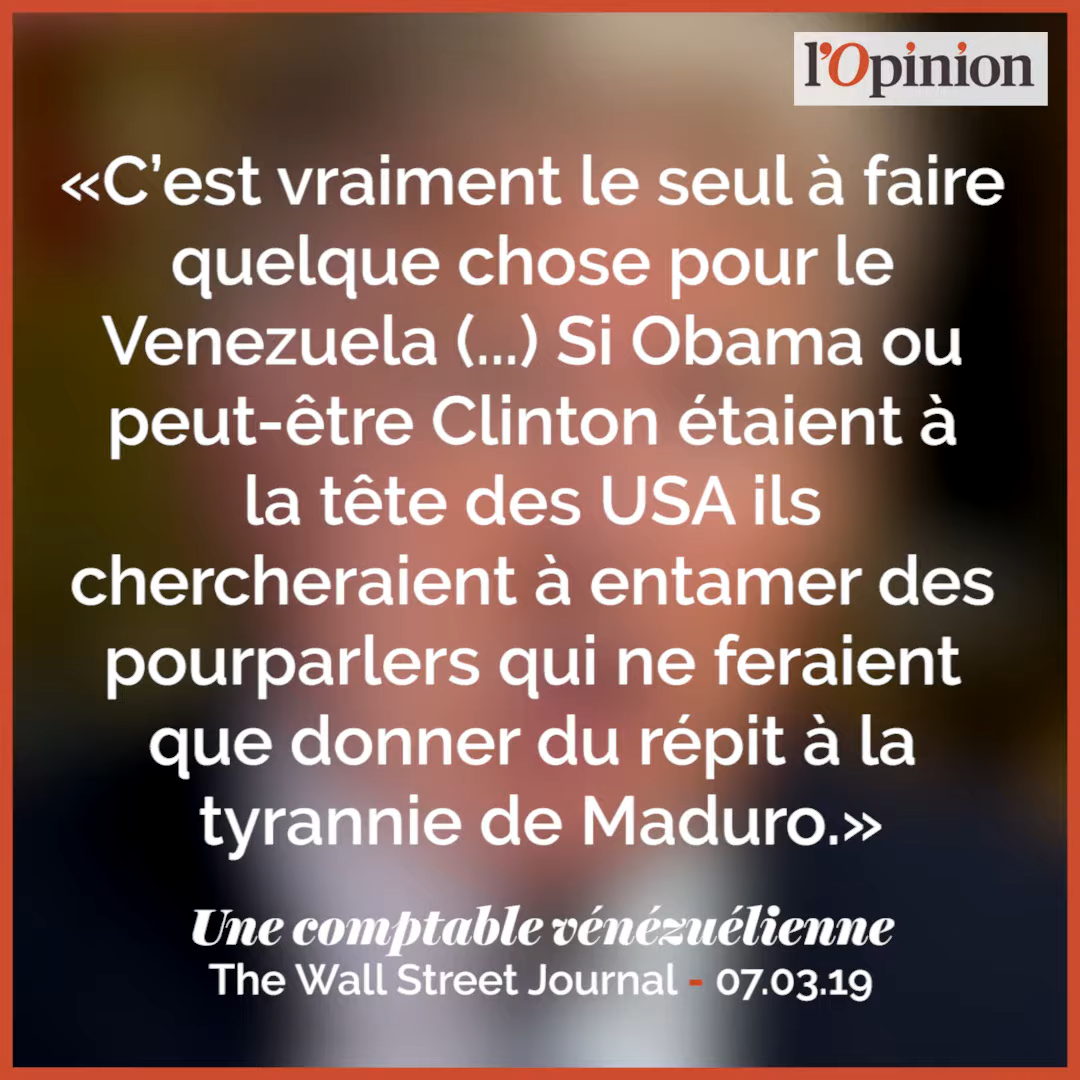 l'Opinion
«C'est vraiment le seul à faire
quelque chose pour le
Venezuela (...) Si Obama ou
peut-être Clinton étaient à
la tête des USA ils
chercheraient à entamer des
pourparlers qui ne feraient
que donner du répit à la
tyrannie de Maduro.»
Une comptable vénézuélienne
The Wall Street Journal - 07.03.19